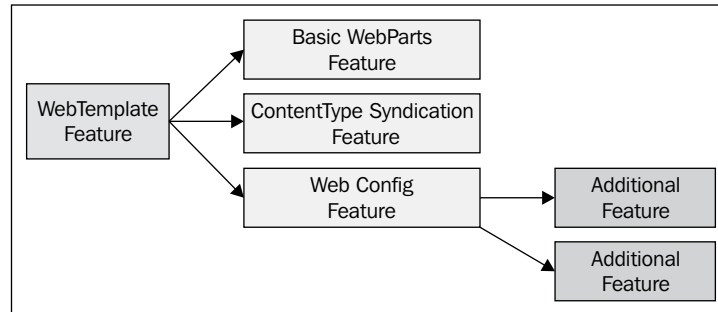 Basic WebParts
Feature
WebTemplate
Feature
ContentType Syndication
Feature
Web Config
Feature
Additional
Feature
Additional
Feature